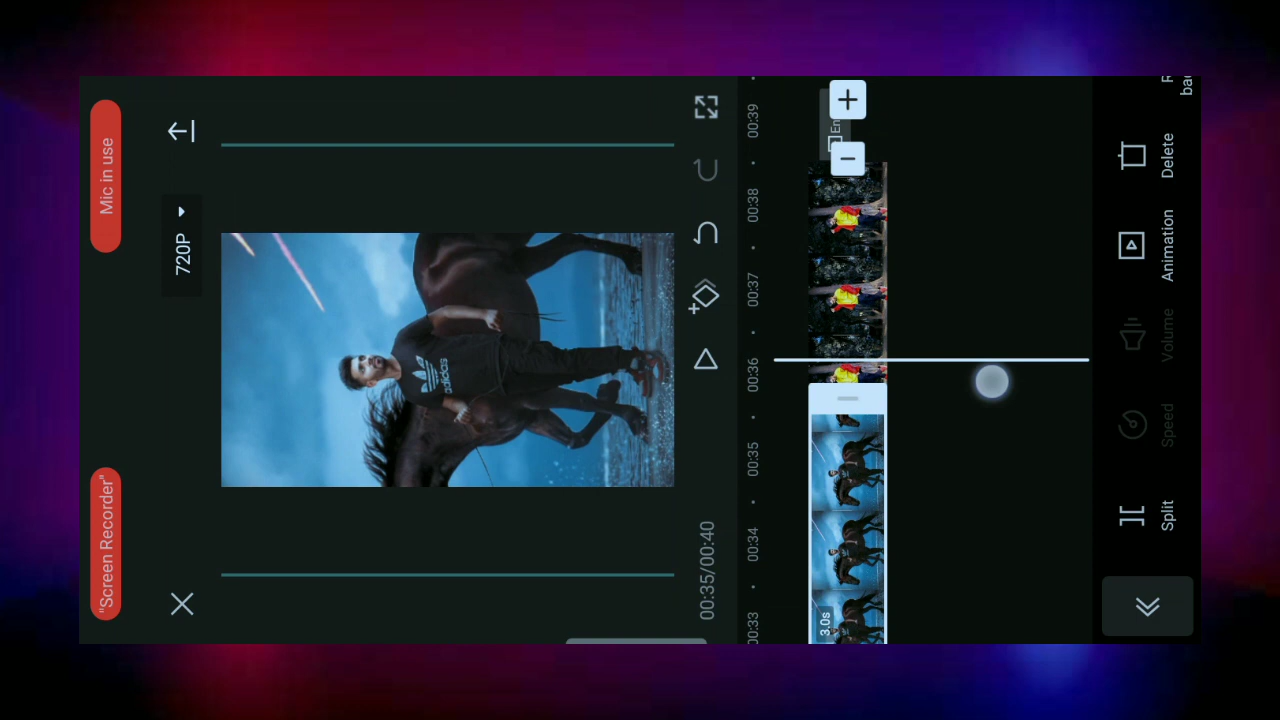 Mic in use
"Screen Recorder"
720P
adidas
00:35/00:40
00:33
00:34
00:35
00:36
00:37
00:38
00:39
3.0s
En
Split
Speed
Volume
Animation
Delete